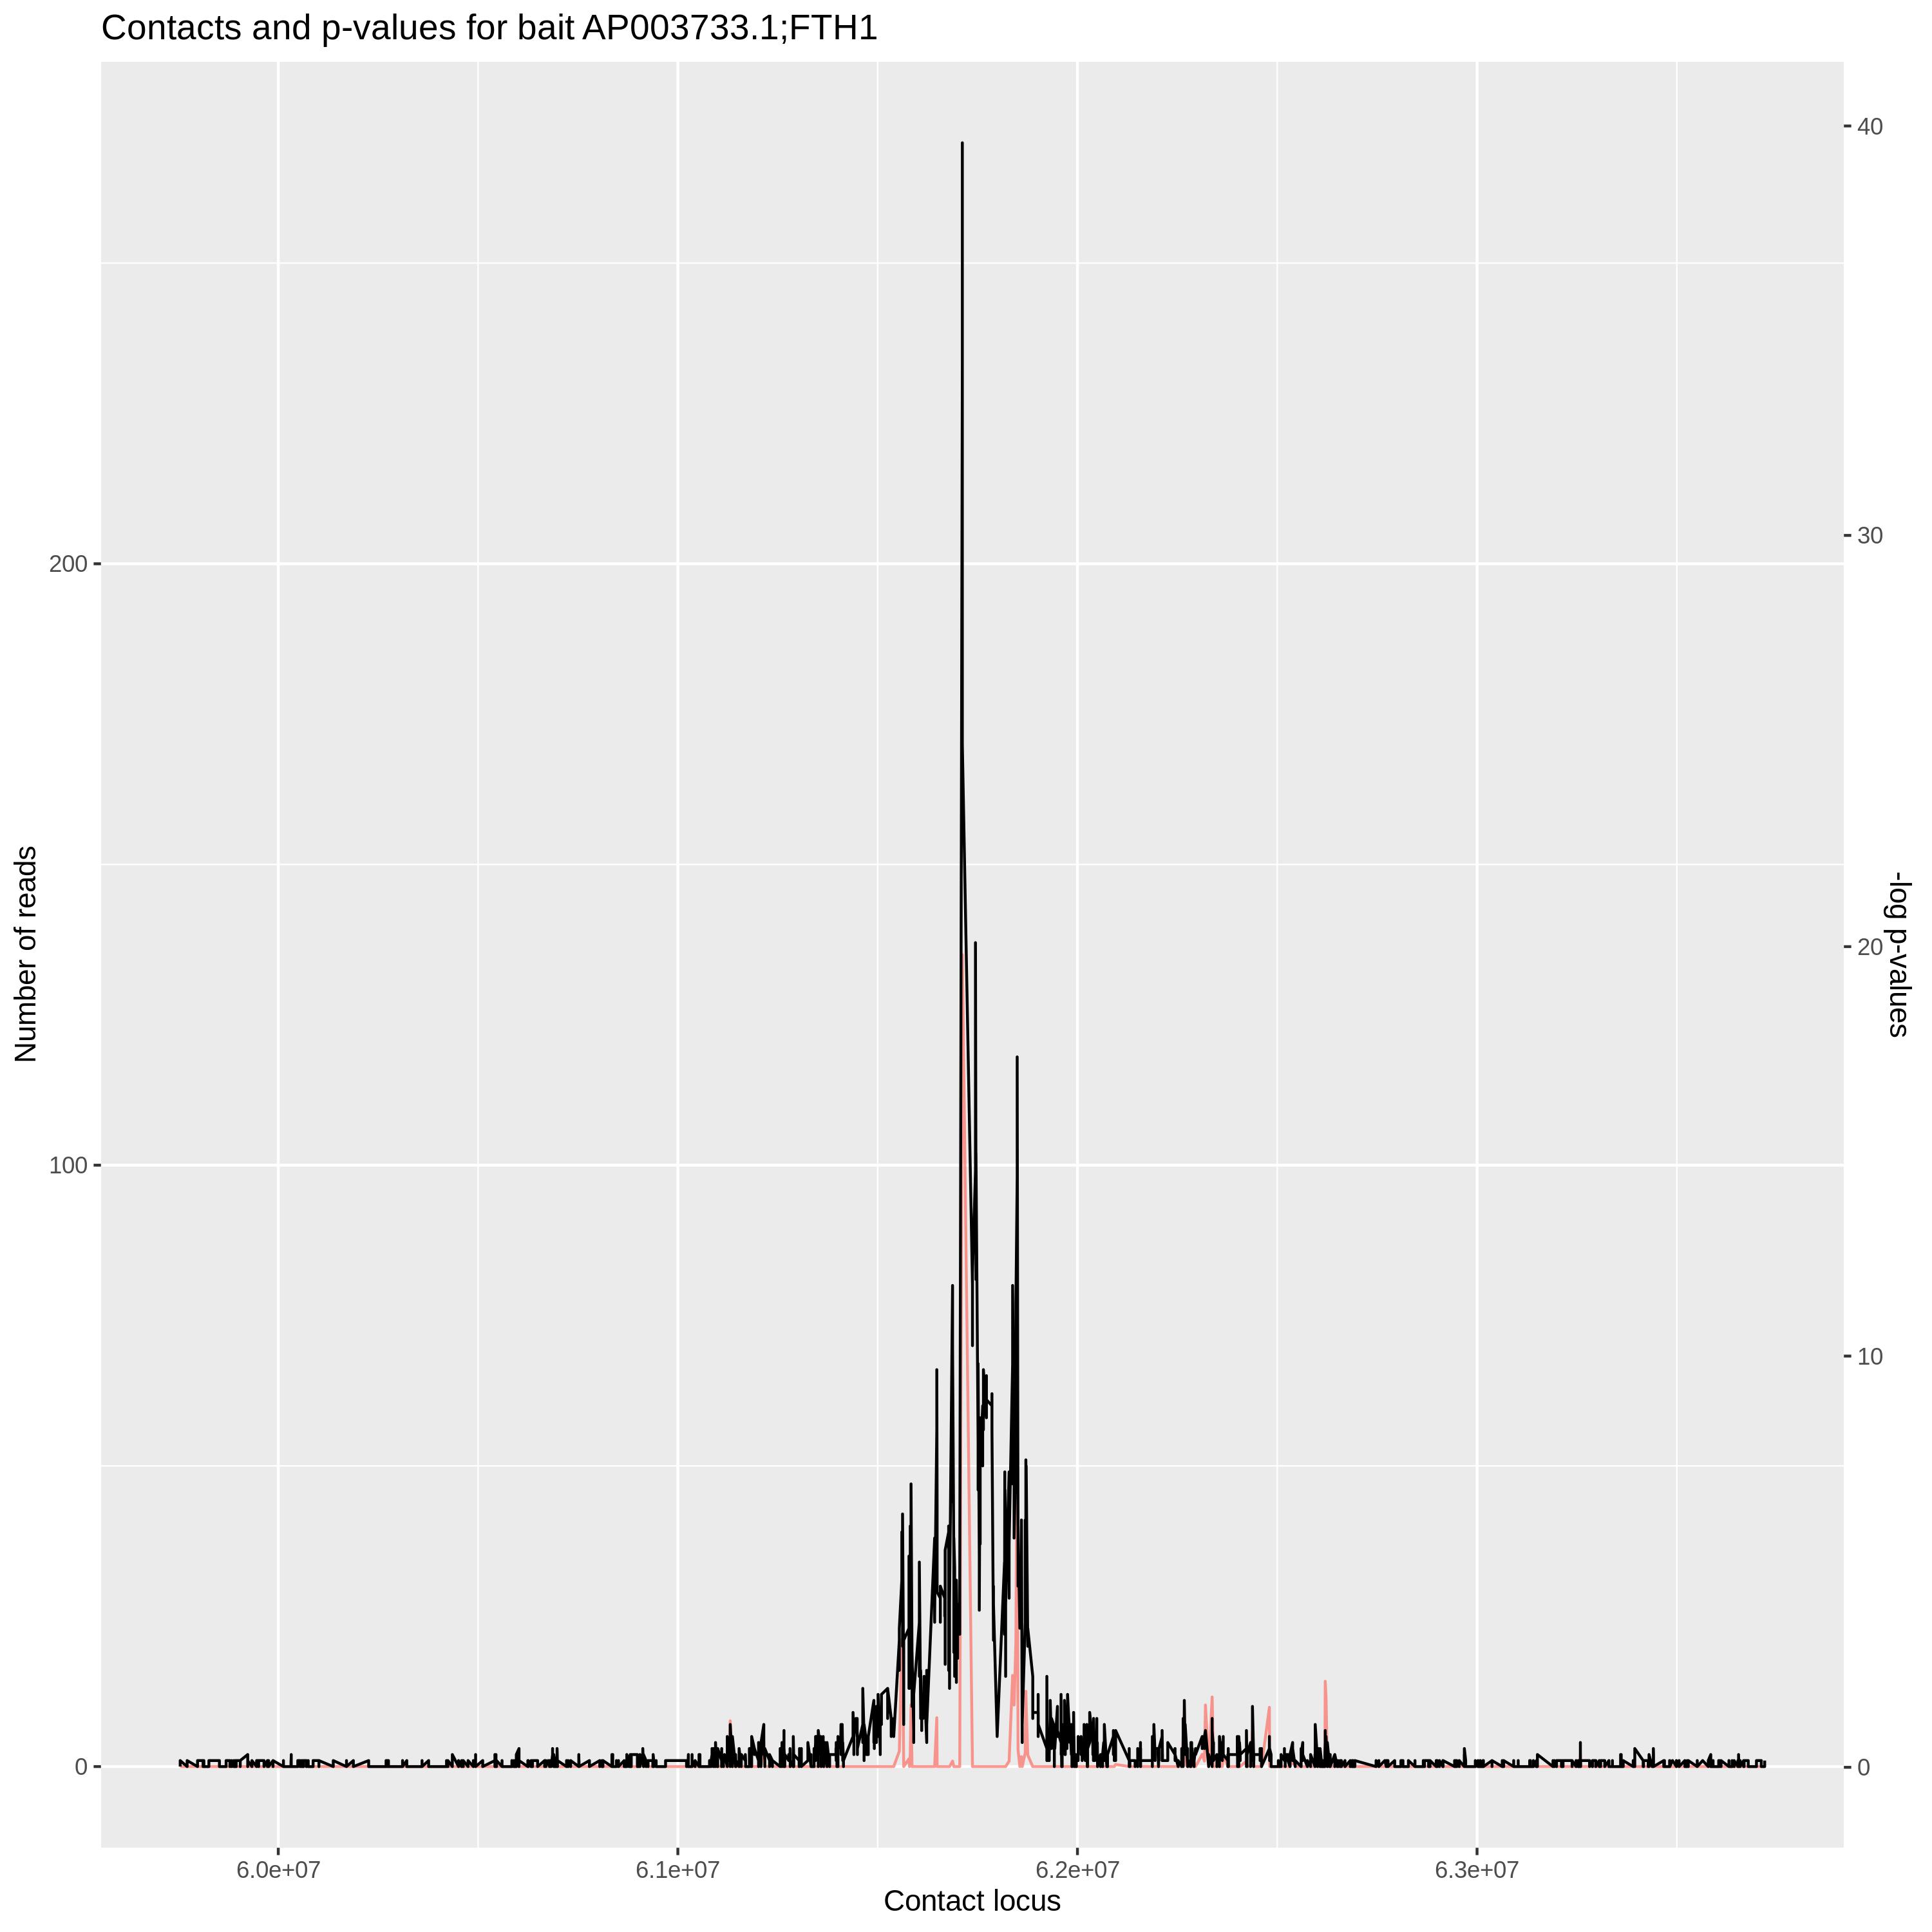 Contacts and p-values for bait AP003733.1;FTH1
40
30
200
Number of reads
-log p-values
20
100
10
0
0
6.0e+07
6.1e+07
6.2e+07
6.3e+07
Contact locus